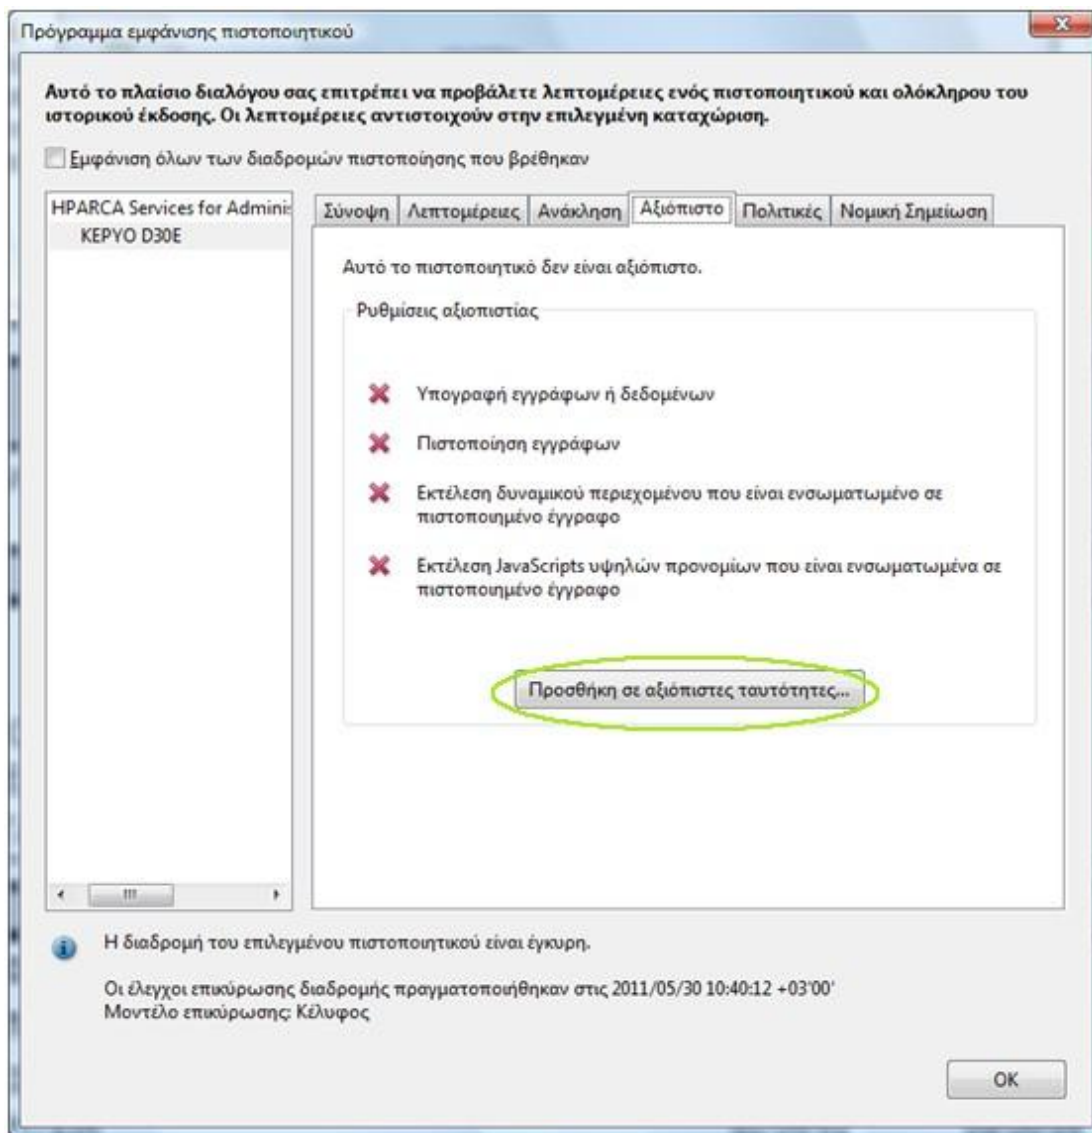 Πρόγραμμα εμφάνισης πιστοποιητικού
Αυτό το πλαίσιο διαλόγου σας επιτρέπει να προβάλετε λεπτομέρειες ενός πιστοποιητικού και ολόκληρου του
ιστορικού έκδοσης. Οι λεπτομέρειες αντιστοιχούν στην επιλεγμένη καταχώριση.
Εμφάνιση όλων των διαδρομών πιστοποίησης που βρέθηκαν
HPARCA Services for Adminis
KEPYO D30E
Σύνοψη Λεπτομέρειες Ανάκληση Αξιόπιστο Πολιτικές Νομική Σημείωση
Αυτό το πιστοποιητικό δεν είναι αξιόπιστο.
Ρυθμίσεις αξιοπιστίας
Υπογραφή εγγράφων ή δεδομένων
Πιστοποίηση εγγράφων
Εκτέλεση δυναμικού περιεχομένου που είναι ενσωματωμένο σε
πιστοποιημένο έγγραφο
Εκτέλεση JavaScripts υψηλών προνομίων που είναι ενσωματωμένα σε
πιστοποιημένο έγγραφο
Προσθήκη σε αξιόπιστες ταυτότητες...
Η διαδρομή του επιλεγμένου πιστοποιητικού είναι έγκυρη.
Οι έλεγχοι επικύρωσης διαδρομής πραγματοποιήθηκαν στις 2011/05/30 10:40:12 +03'00'
Μοντέλο επικύρωσης: Κέλυφος
OK